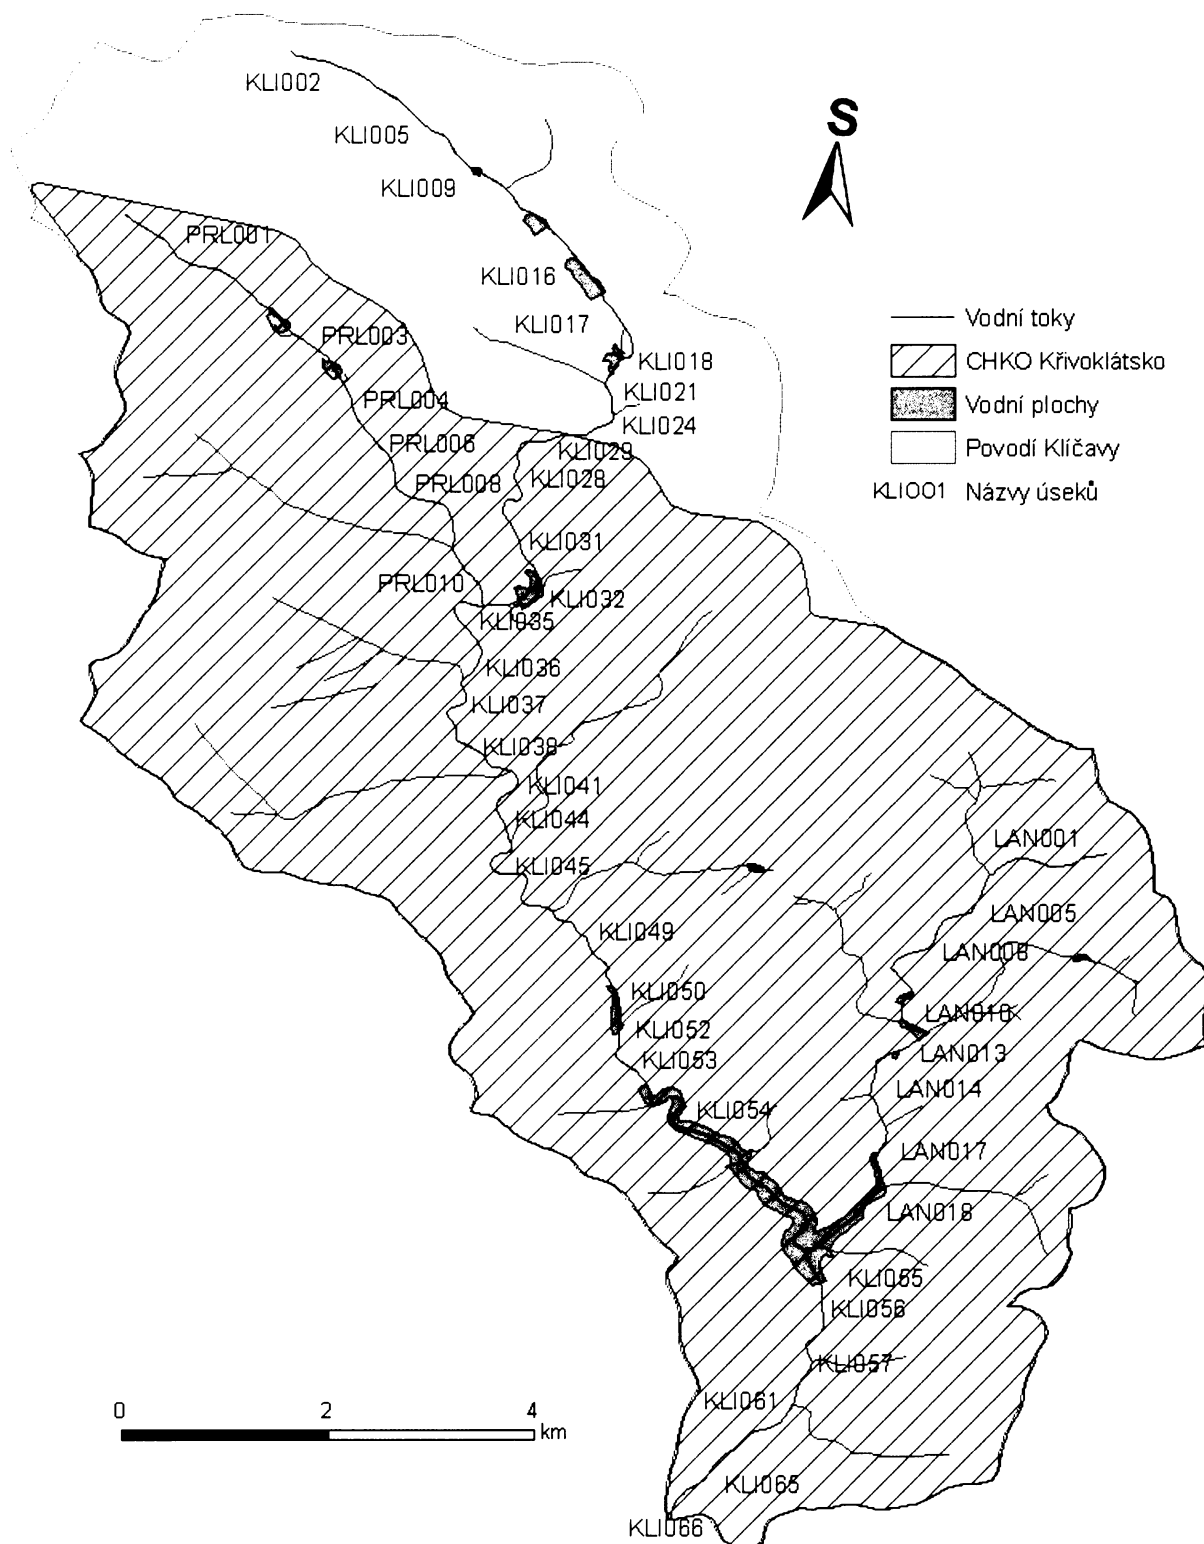 KLI002
S
KLI005
KLI009
PRL001
KLI016
KLI017
PRL003
KLI018
KLI021
PRL004
KLI024
PRL006
KLI029
KLI028
PRL008
KLI031
PRL010
KLI032
KLI035
KLI036
KLI037
KLI038
KLI041
KLI044
KLI045
KLI049
KLI050
KLI052
KLI053
KLI054
LAN001
LAN005
LAN008
LAN010
LAN013
LAN014
LAN017
LAN018
KLI055
KLI056
KLI057
KLI061
KLI065
KLI066
Vodní toky
CHKO Křivoklátsko
Vodní plochy
Povodí Klíčavy
KLI001 Názvy úseků
0 2 4
km